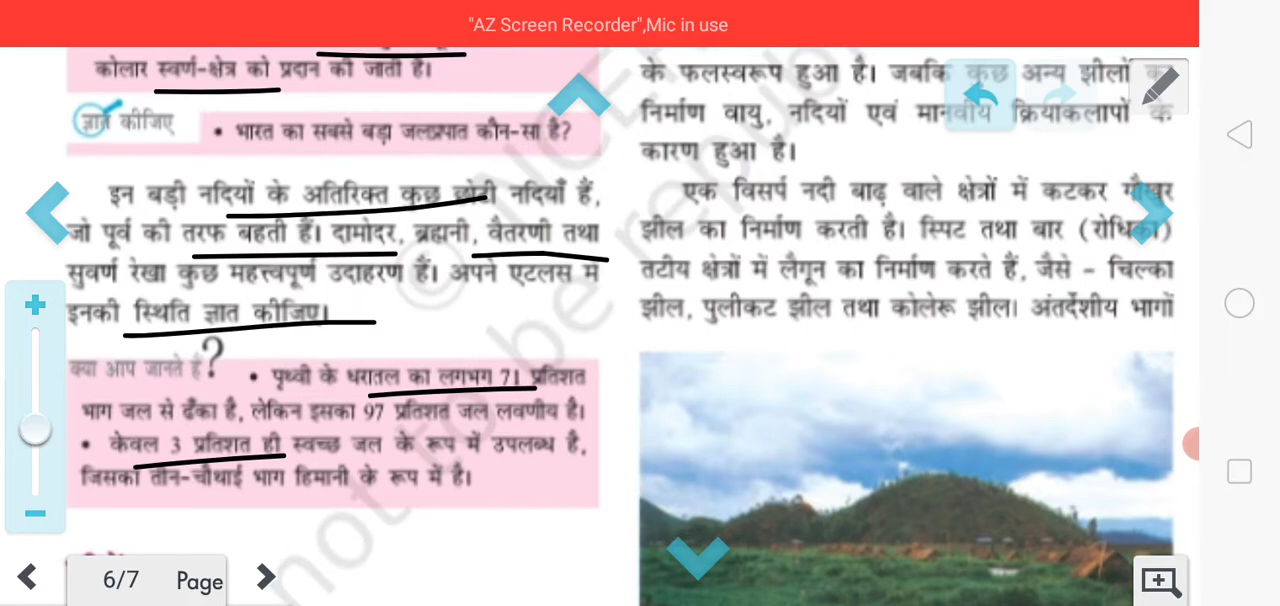 "AZ Screen Recorder",Mic in use
कोलार स्वर्ण-क्षेत्र को प्रदान की जाती है।
ज्ञात कीजिए
• भारत का सबसे बड़ा जलप्रपात कौन-सा है?
इन बड़ी नदियों के अतिरिक्त कुछ छोटी नदियाँ हैं,
जो पूर्व की तरफ बहती हैं। दामोदर, ब्रह्मनी, वैतरणी तथा
सुवर्ण रेखा कुछ महत्त्वपूर्ण उदाहरण हैं। अपने एटलस में
इनकी स्थिति ज्ञात कीजिए।
क्या आप जानते हैं?
• पृथ्वी के धरातल का लगभग 71 प्रतिशत
भाग जल से ढँका है, लेकिन इसका 97 प्रतिशत जल लवणीय है।
• केवल 3 प्रतिशत ही स्वच्छ जल के रूप में उपलब्ध है,
जिसका तीन-चौथाई भाग हिमानी के रूप में है।
6/7 Page
के फलस्वरूप हुआ है। जबकि कुछ अन्य झीलों का
निर्माण वायु, नदियों एवं मानवीय क्रियाकलापों के
कारण हुआ है।
एक विसर्प नदी बाढ़ वाले क्षेत्रों में कटकर गौखुर
झील का निर्माण करती है। स्पिट तथा बार (रोधिका)
तटीय क्षेत्रों में लैगून का निर्माण करते हैं, जैसे – चिल्का
झील, पुलीकट झील तथा कोलेरू झील। अंतर्देशीय भागों
not to be republ